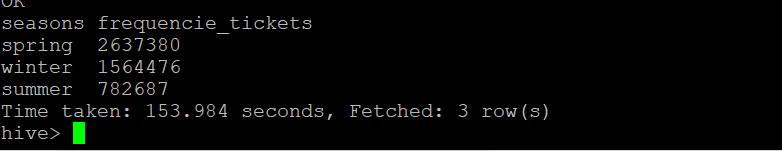 OK
seasons frequencie_tickets
spring  2637380
winter  1564476
summer  782687
Time taken: 153.984 seconds, Fetched: 3 row(s)
hive>